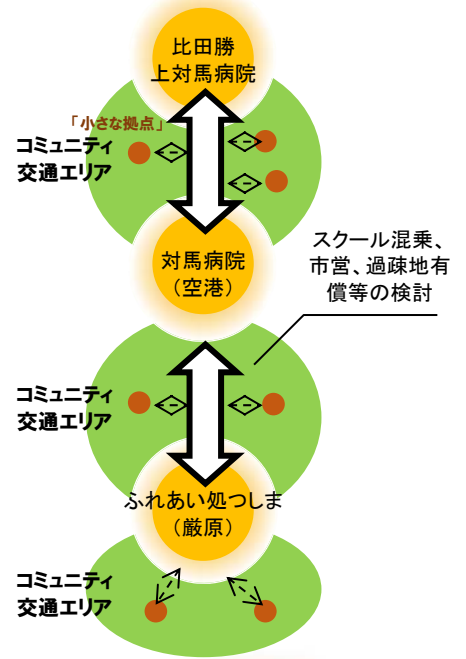 比田勝
上対馬病院
「小さな拠点」
コミュニティ
交通エリア
対馬病院
(空港)
スクール混乗、
市営、過疎地有
償等の検討
コミュニティ
交通エリア
ふれあい処つしま
(厳原)
コミュニティ
交通エリア